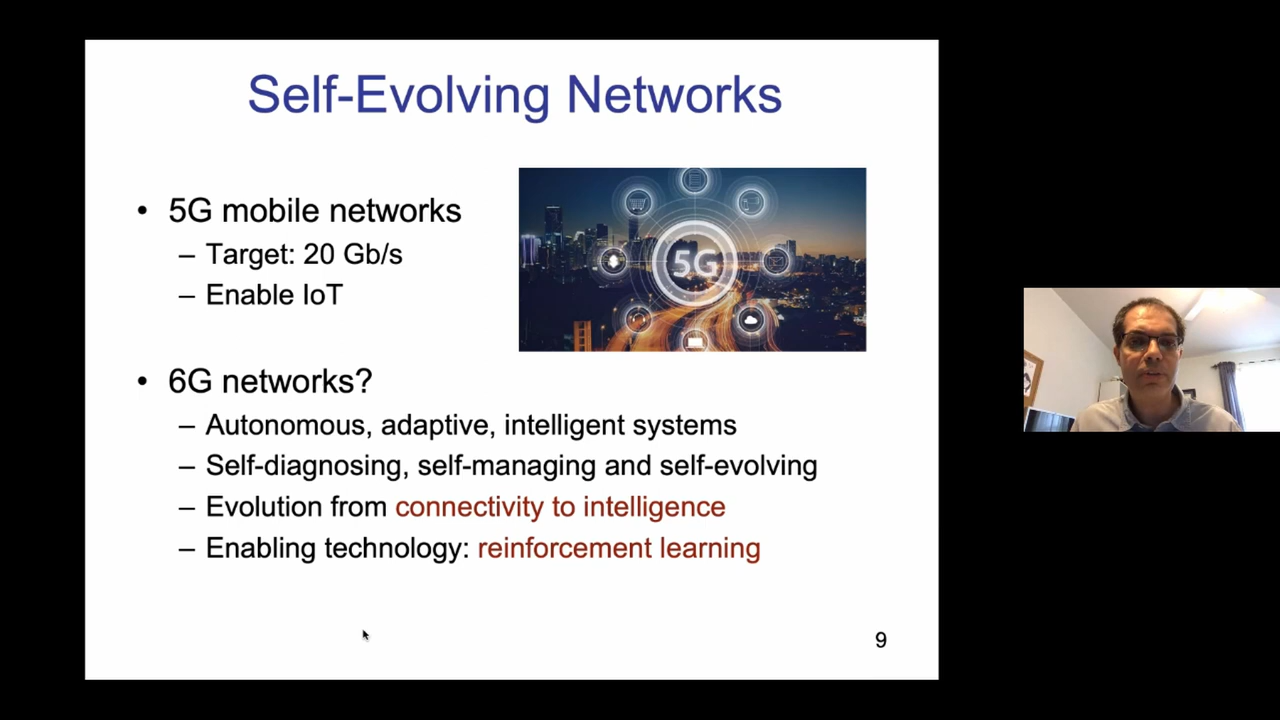 Self-Evolving Networks
• 5G mobile networks
– Target: 20 Gb/s
– Enable IoT
5G
• 6G networks?
– Autonomous, adaptive, intelligent systems
– Self-diagnosing, self-managing and self-evolving
– Evolution from connectivity to intelligence
– Enabling technology: reinforcement learning
9